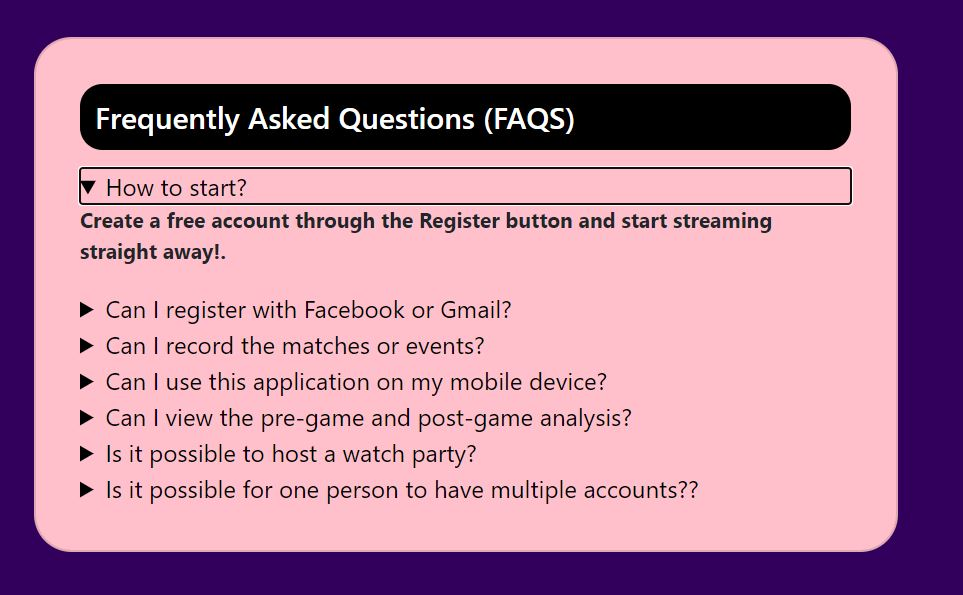 Frequently Asked Questions (FAQS)
How to start?
Create a free account through the Register button and start streaming
straight away!.
Can I register with Facebook or Gmail?
Can I record the matches or events?
Can I use this application on my mobile device?
Can I view the pre-game and post-game analysis?
Is it possible to host a watch party?
Is it possible for one person to have multiple accounts??